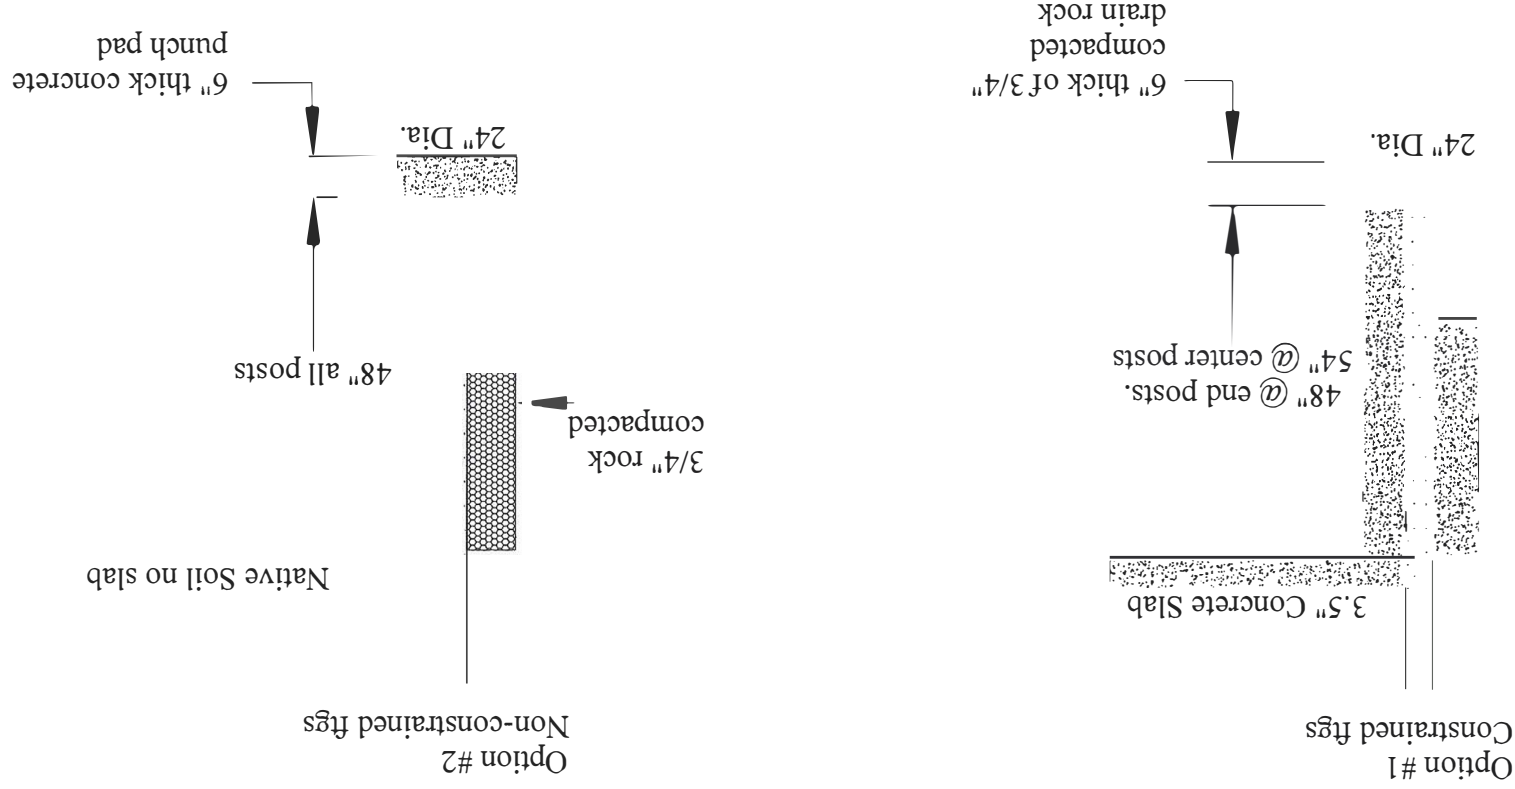 Option #1
Constrained ftgs
3.5" Concrete Slab
48" @ end posts.
54" @ center posts
24" Dia.
6" thick of 3/4"
compacted
drain rock
Option #2
Non-constrained ftgs
Native Soil no slab
3/4" rock
compacted
48" all posts
24" Dia.
6" thick concrete
punch pad